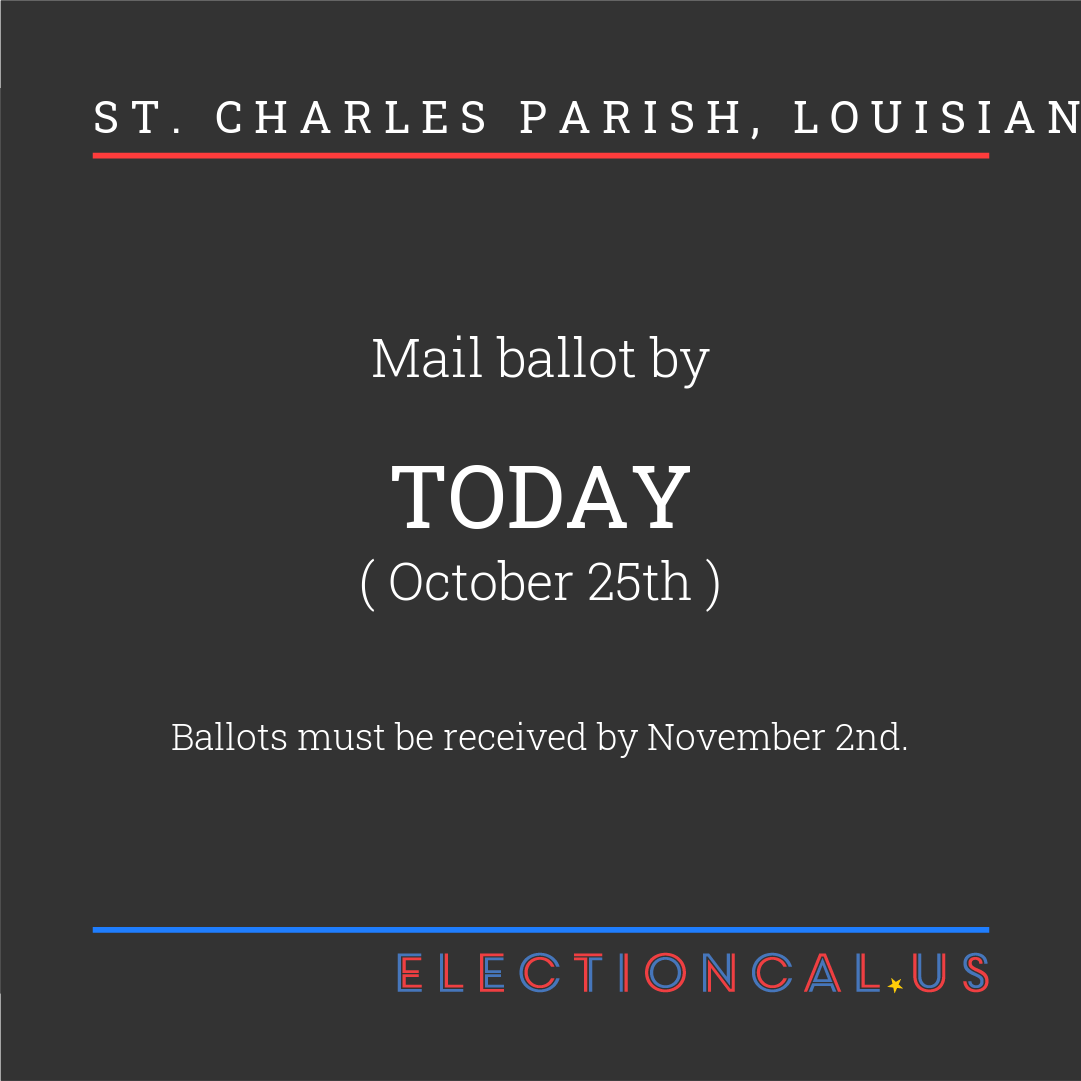 ST. CHARLES PARISH, LOUISIAN
Mail ballot by
TODAY
( October 25th )
Ballots must be received by November 2nd.
ELECTIONCAL.US